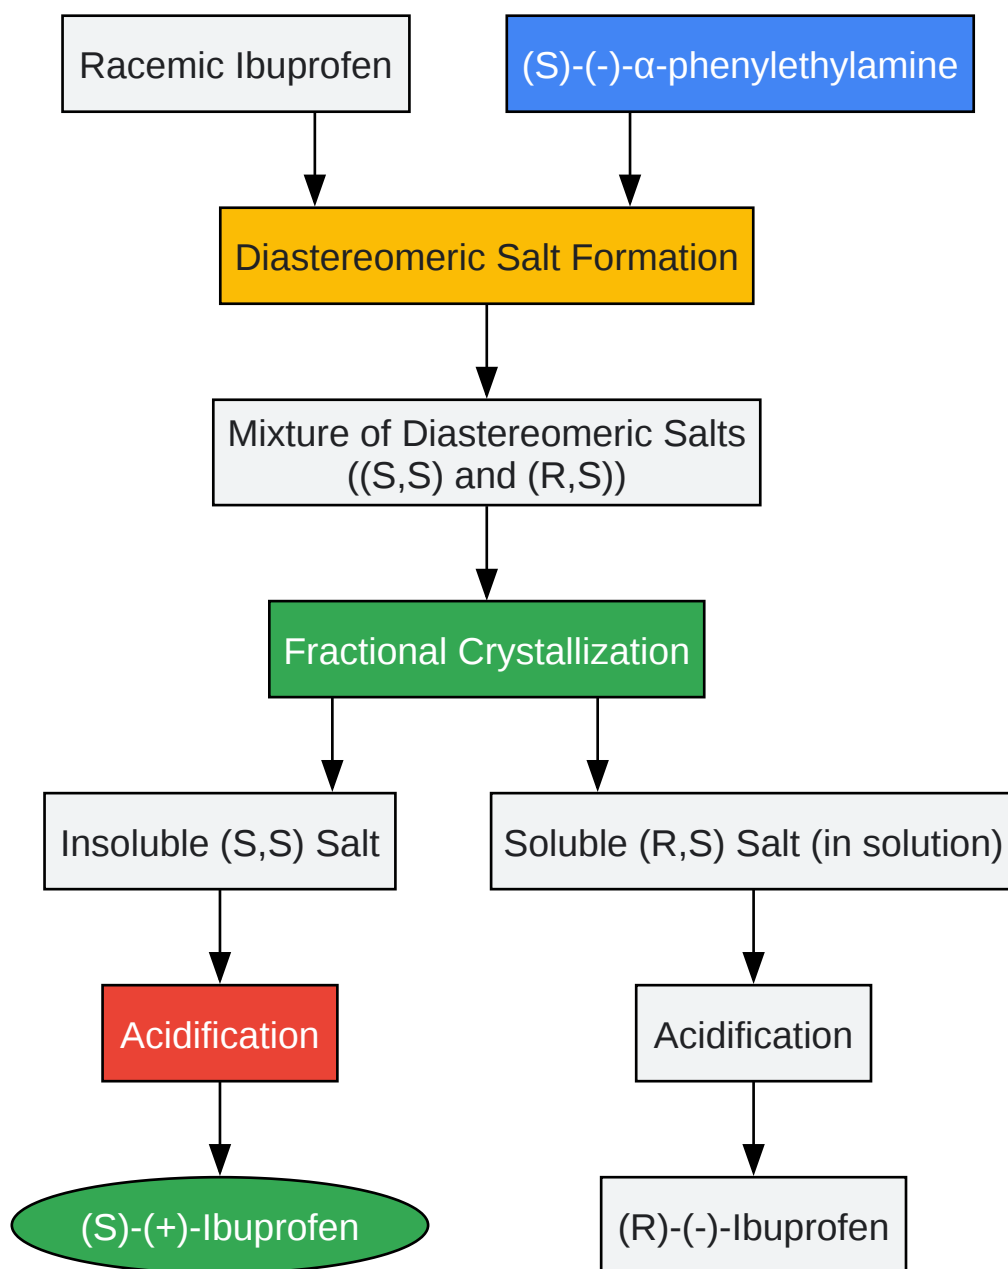 Racemic Ibuprofen
(S)-(-)-α-phenylethylamine
Diastereomeric Salt Formation
Mixture of Diastereomeric Salts
((S,S) and (R,S))
Fractional Crystallization
Insoluble (S,S) Salt
Soluble (R,S) Salt (in solution)
Acidification
Acidification
(S)-(+)-Ibuprofen
(R)-(-)-Ibuprofen